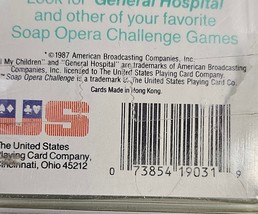 Look for General Hospital
and other of your favorite
Soap Opera Challenge Games
*©1987 American Broadcasting Companies, Inc.
My Children" and "General Hospital" are trademarks of American Broadcasting
Companies, Inc. licensed to The United States Playing Card Company.
™Soap Opera Challenge is a trademark of The United States Playing Card Co.
Cards Made in Hong Kong.
US
The United States
Playing Card Company,
Cincinnati, Ohio 45212
0 73854 19031 9